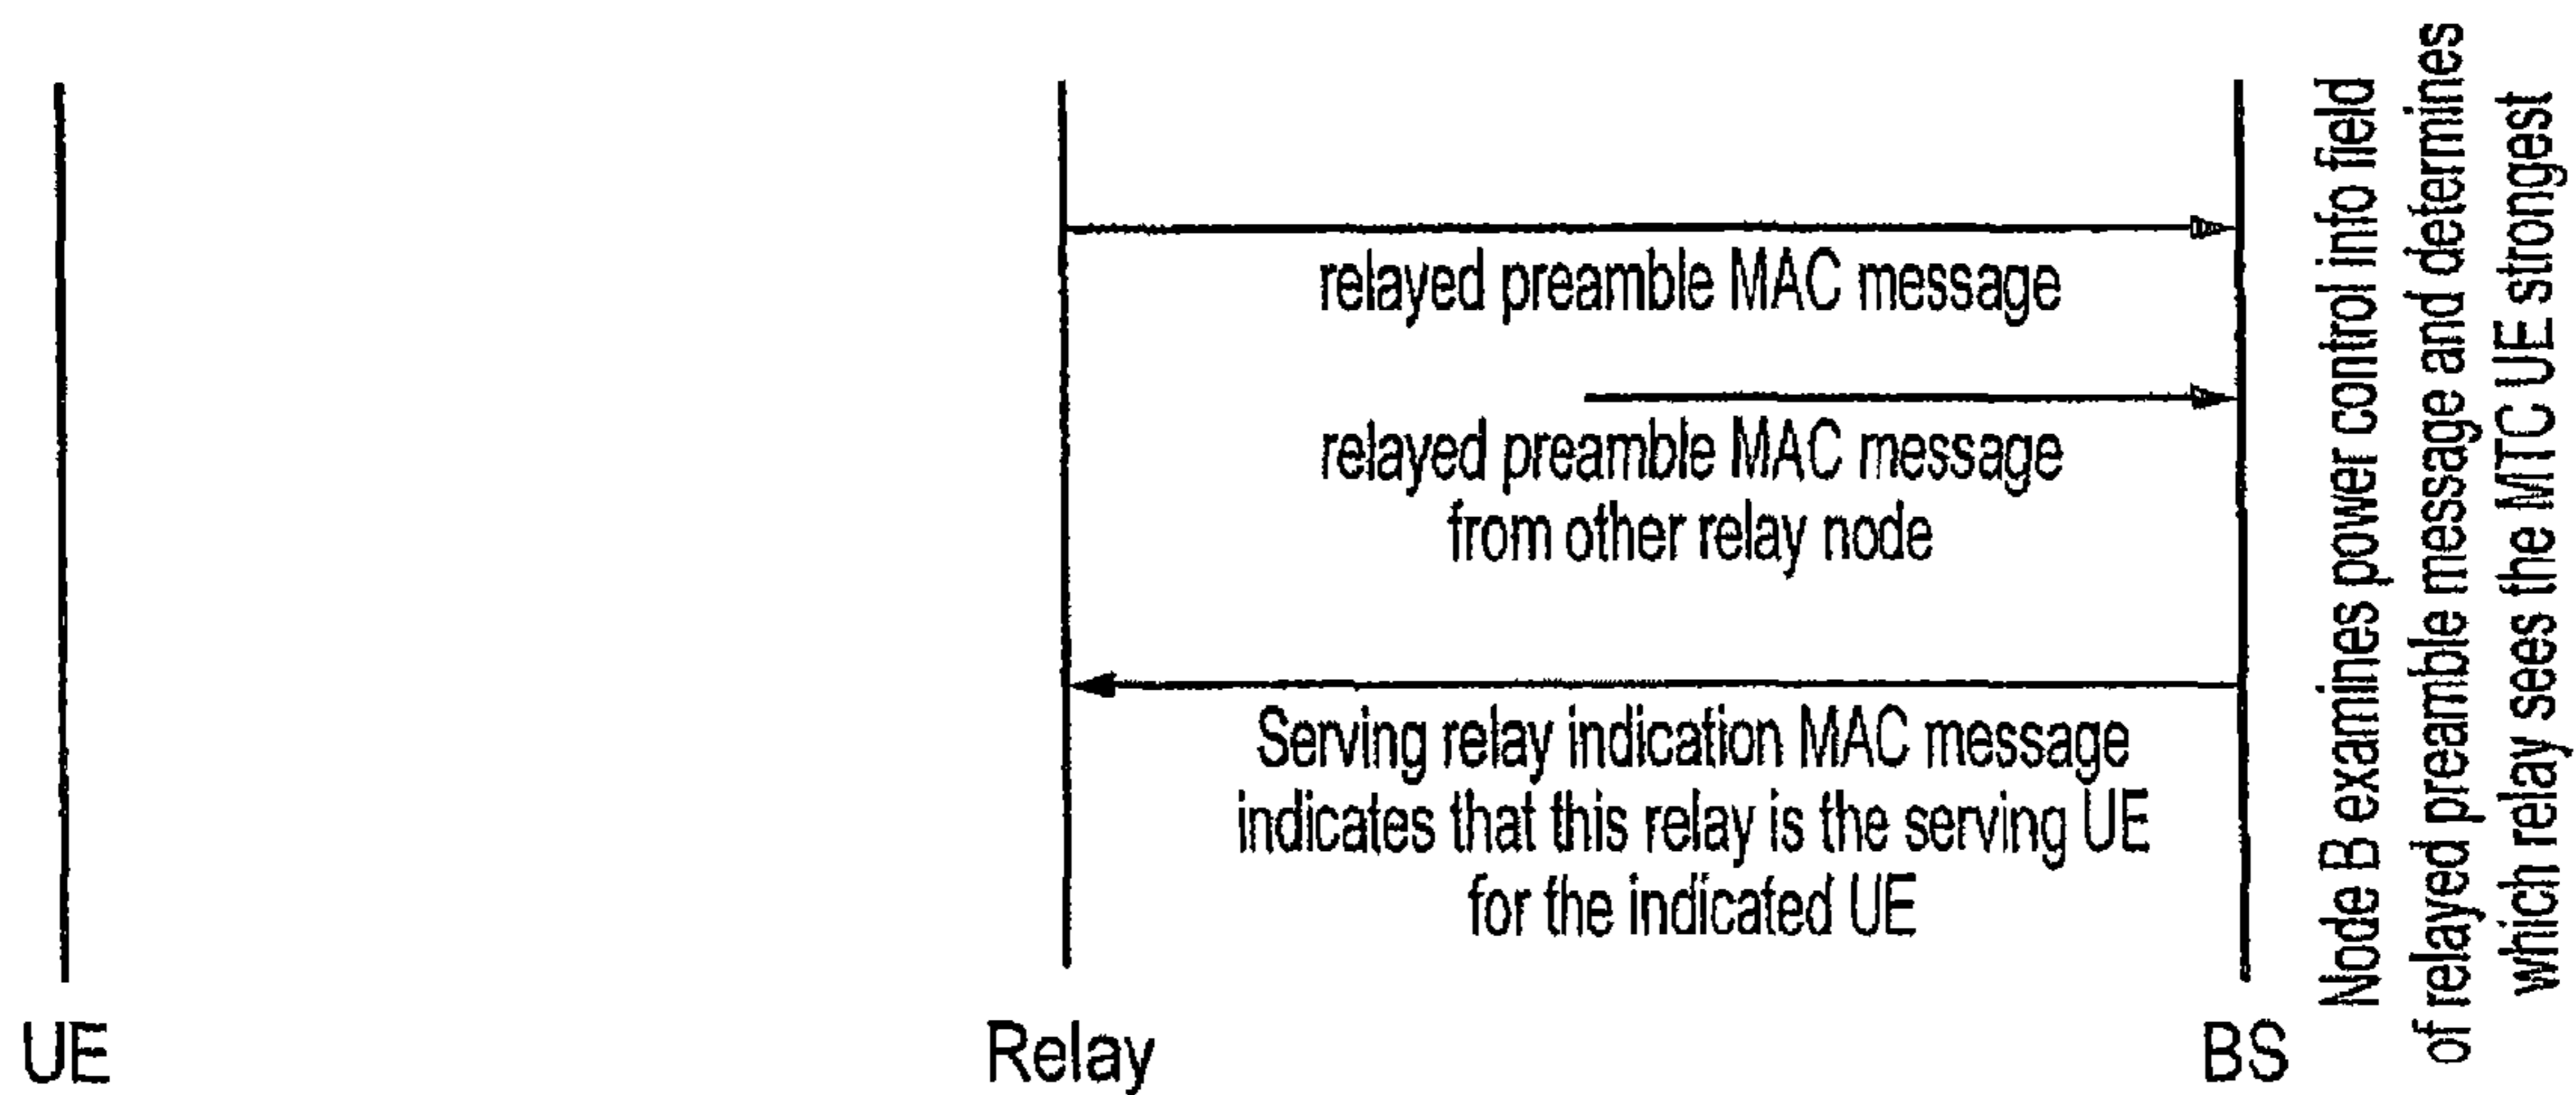 relayed preamble MAC message
relayed preamble MAC message
from other relay node
Serving relay indication MAC message
indicates that this relay is the serving UE
for the indicated UE
Node B examines power control info field
of relayed preamble message and determines
which relay sees the MTC UE strongest
UE
Relay
BS